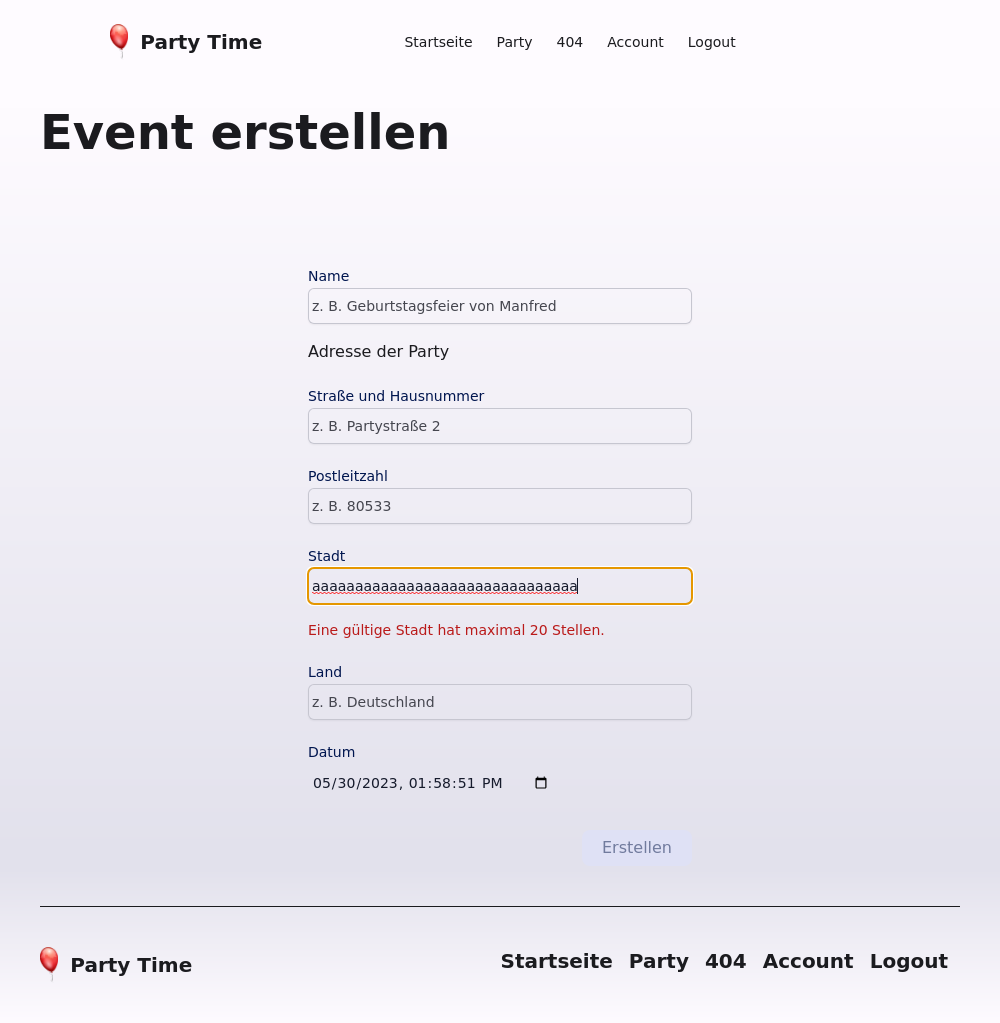 Party Time
Startseite Party 404 Account Logout
Event erstellen
Name
z. B. Geburtstagsfeier von Manfred
Adresse der Party
Straße und Hausnummer
z. B. Partystraße 2
Postleitzahl
z. B. 80533
Stadt
aaaaaaaaaaaaaaaaaaaaaaaaaaaaaaa
Eine gültige Stadt hat maximal 20 Stellen.
Land
z. B. Deutschland
Datum
05/30/2023, 01:58:51 PM
Erstellen
Party Time
Startseite Party 404 Account Logout